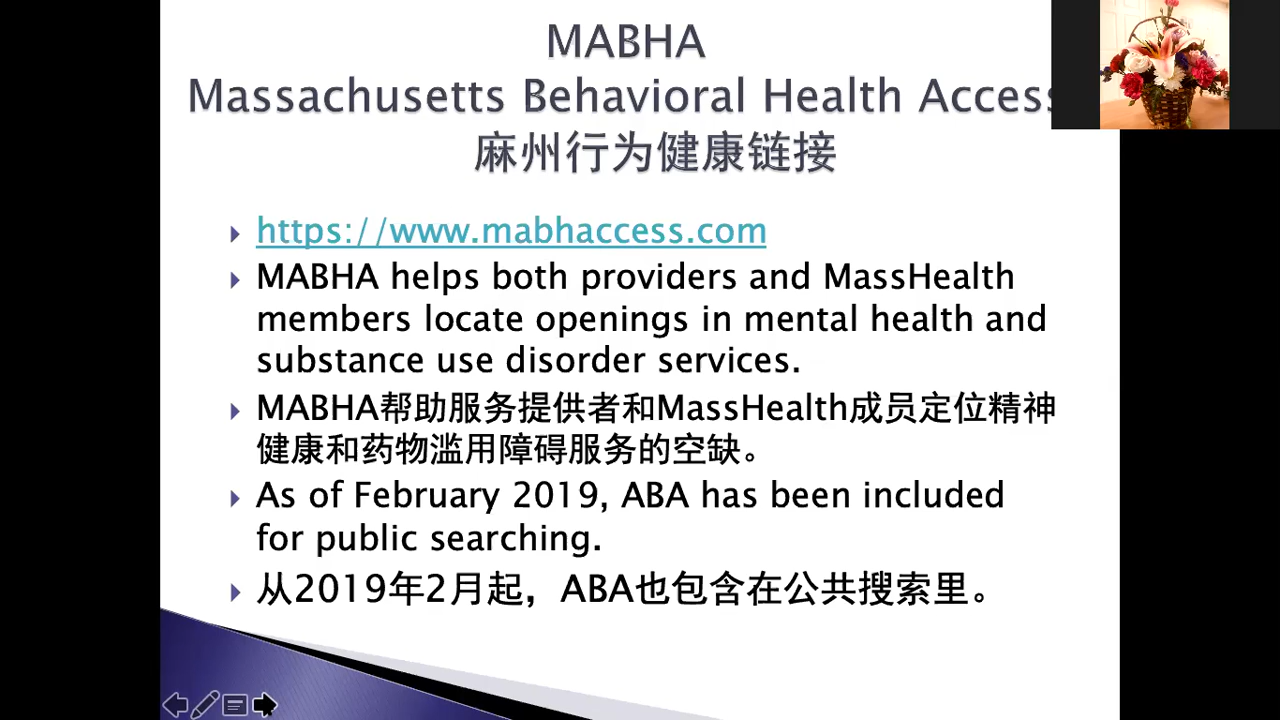 MABHA
Massachusetts Behavioral Health Access
麻州行为健康链接
https://www.mabhaccess.com
MABHA helps both providers and MassHealth
members locate openings in mental health and
substance use disorder services.
MABHA帮助服务提供者和MassHealth成员定位精神
健康和药物滥用障碍服务的空缺。
As of February 2019, ABA has been included
for public searching.
从2019年2月起，ABA也包含在公共搜索里。